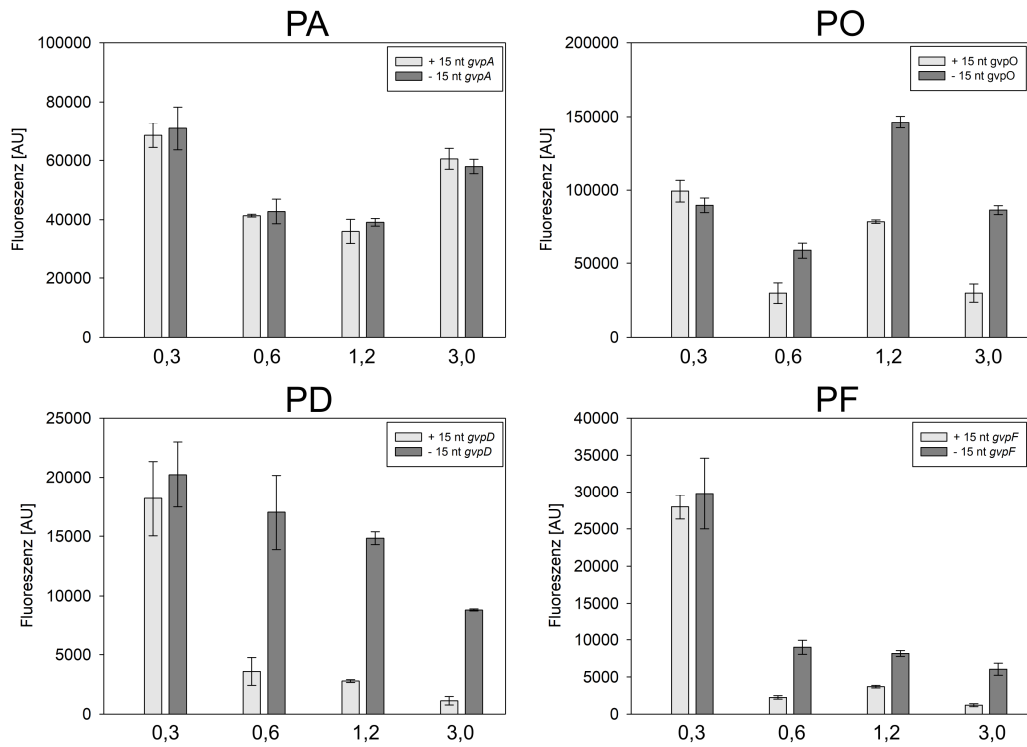 PA
Fluoreszenz [AU]
100000
80000
60000
40000
20000
0
+ 15 nt gvpA
- 15 nt gvpA
0,3 0,6 1,2 3,0
PO
Fluoreszenz [AU]
200000
150000
100000
50000
0
+ 15 nt gvpO
- 15 nt gvpO
0,3 0,6 1,2 3,0
PD
Fluoreszenz [AU]
25000
20000
15000
10000
5000
0
+ 15 nt gvpD
- 15 nt gvpD
0,3 0,6 1,2 3,0
PF
Fluoreszenz [AU]
40000
35000
30000
25000
20000
15000
10000
5000
0
+ 15 nt gvpF
- 15 nt gvpF
0,3 0,6 1,2 3,0